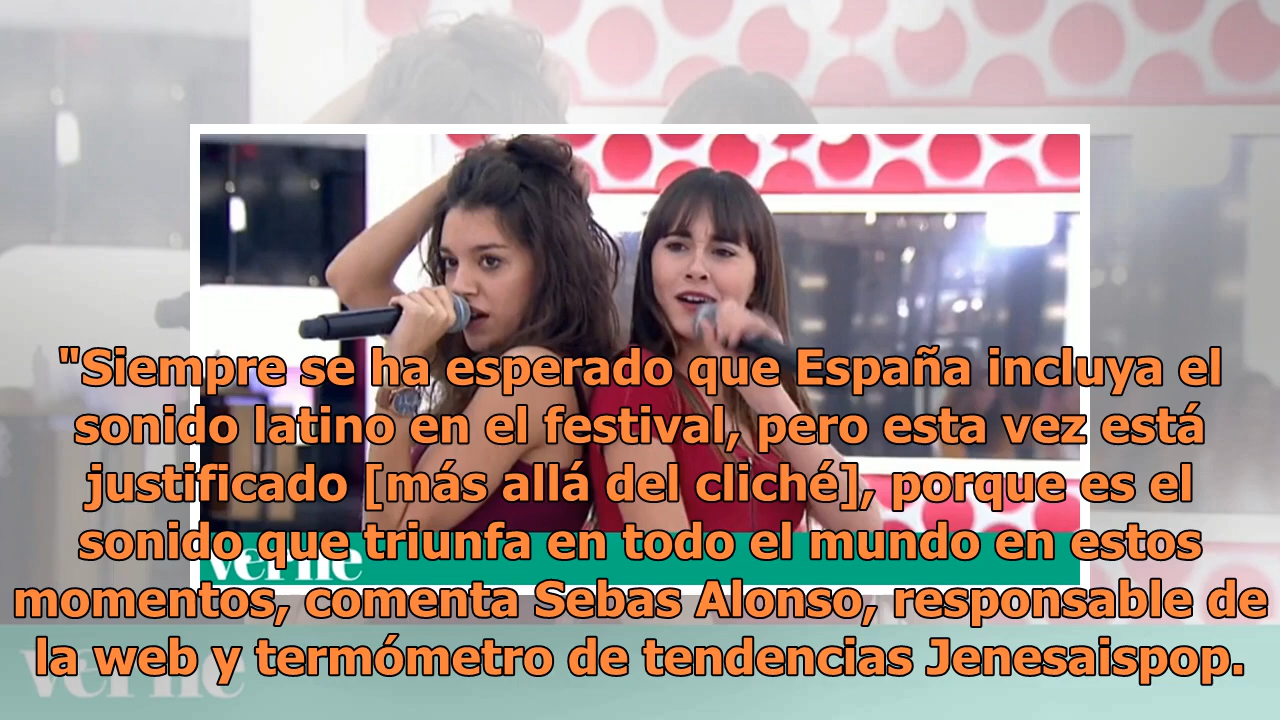 "Siempre se ha esperado que España incluya el
sonido latino en el festival, pero esta vez está
justificado [más allá del cliché], porque es el
sonido que triunfa en todo el mundo en estos
momentos, comenta Sebas Alonso, responsable de
la web y termómetro de tendencias Jenesaispop.
verne
verne